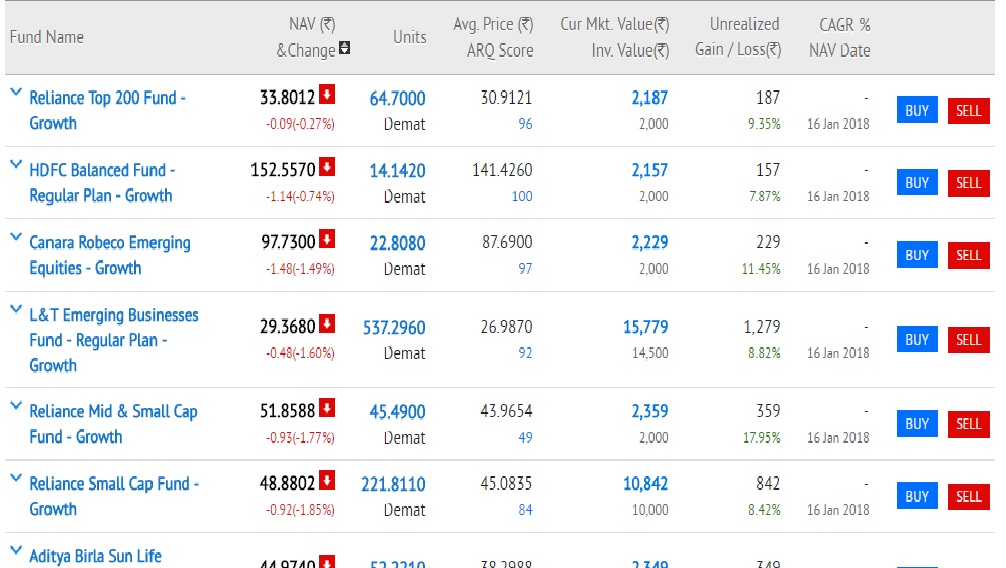 Fund Name
NAV (₹)
&Change
Units
Avg. Price (₹)
ARQ Score
Cur Mkt. Value(₹)
Inv. Value(₹)
Unrealized
Gain / Loss(₹)
CAGR %
NAV Date
Reliance Top 200 Fund - 33.8012 64.7000 30.9121 2,187 187 -
Growth -0.09(-0.27%) Demat 96 2,000 9.35% 16 Jan 2018 BUY SELL
HDFC Balanced Fund - 152.5570 14.1420 141.4260 2,157 157 -
Regular Plan - Growth -1.14(-0.74%) Demat 100 2,000 7.87% 16 Jan 2018 BUY SELL
Canara Robeco Emerging 97.7300 22.8080 87.6900 2,229 229 -
Equities - Growth -1.48(-1.49%) Demat 97 2,000 11.45% 16 Jan 2018 BUY SELL
L&T Emerging Businesses
Fund - Regular Plan - 29.3680 537.2960 26.9870 15,779 1,279 -
Growth -0.48(-1.60%) Demat 92 14,500 8.82% 16 Jan 2018 BUY SELL
Reliance Mid & Small Cap 51.8588 45.4900 43.9654 2,359 359 -
Fund - Growth -0.93(-1.77%) Demat 49 2,000 17.95% 16 Jan 2018 BUY SELL
Reliance Small Cap Fund - 48.8802 221.8110 45.0835 10,842 842 -
Growth -0.92(-1.85%) Demat 84 10,000 8.42% 16 Jan 2018 BUY SELL
Aditya Birla Sun Life